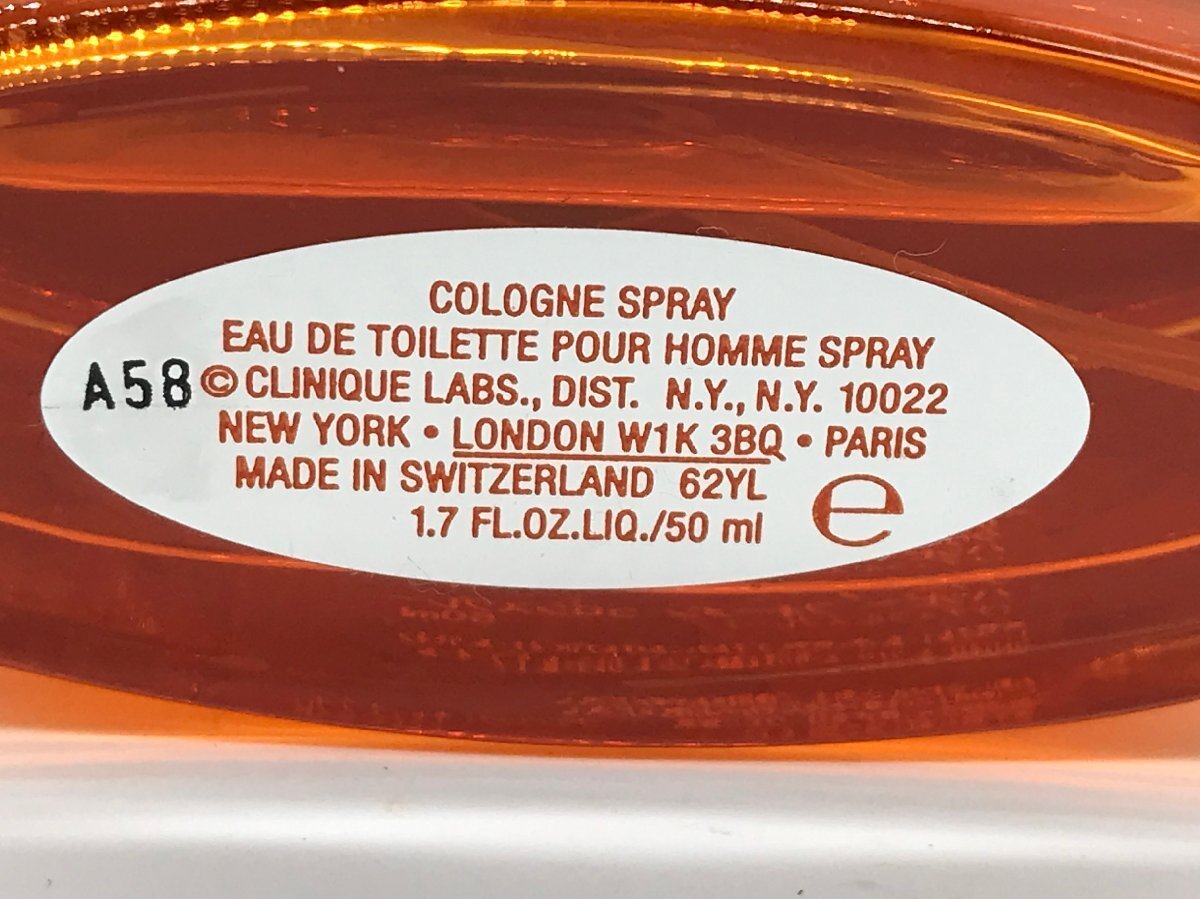 COLOGNE SPRAY
EAU DE TOILETTE POUR HOMME SPRAY
A58 © CLINIQUE LABS., DIST. N.Y., N.Y. 10022
NEW YORK • LONDON W1K 3BQ • PARIS
MADE IN SWITZERLAND 62YL
1.7 FL.OZ.LIQ./50 ml ℮